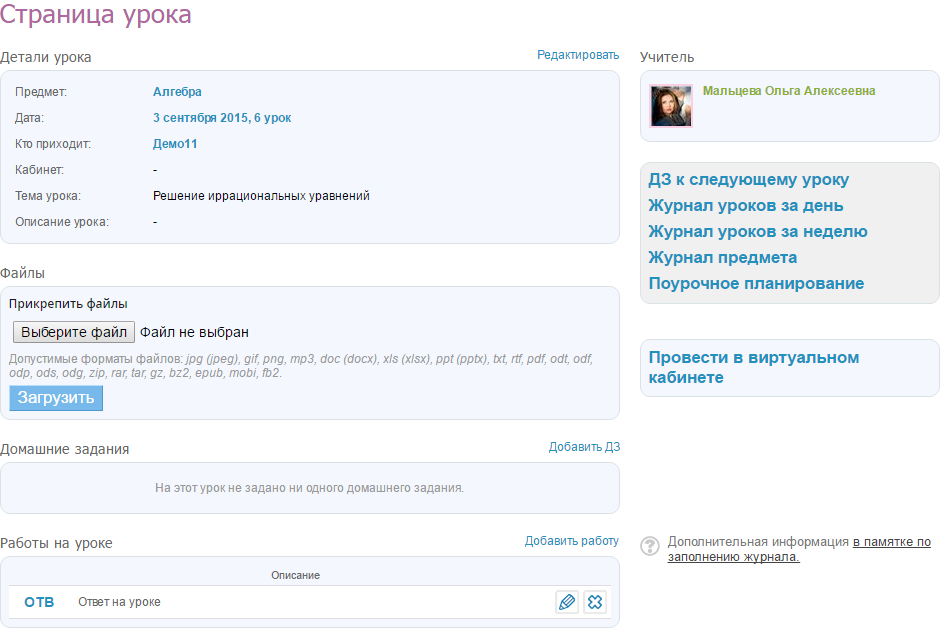 Страница урока
Детали урока
Редактировать
Предмет: Алгебра
Дата: 3 сентября 2015, 6 урок
Кто приходит: Демо11
Кабинет: -
Тема урока: Решение иррациональных уравнений
Описание урока: -
Файлы
Прикрепить файлы
Выберите файл Файл не выбран
Допустимые форматы файлов: jpg (jpeg), gif, png, mp3, doc (docx), xls (xlsx), ppt (pptx), txt, rtf, pdf, odt, odf,
odp, ods, odg, zip, rar, tar, gz, bz2, epub, mobi, fb2.
Загрузить
Домашние задания
Добавить ДЗ
На этот урок не задано ни одного домашнего задания.
Работы на уроке
Добавить работу
Описание
ОТВ Ответ на уроке
Учитель
Мальцева Ольга Алексеевна
ДЗ к следующему уроку
Журнал уроков за день
Журнал уроков за неделю
Журнал предмета
Поурочное планирование
Провести в виртуальном
кабинете
? Дополнительная информация в памятке по
заполнению журнала.